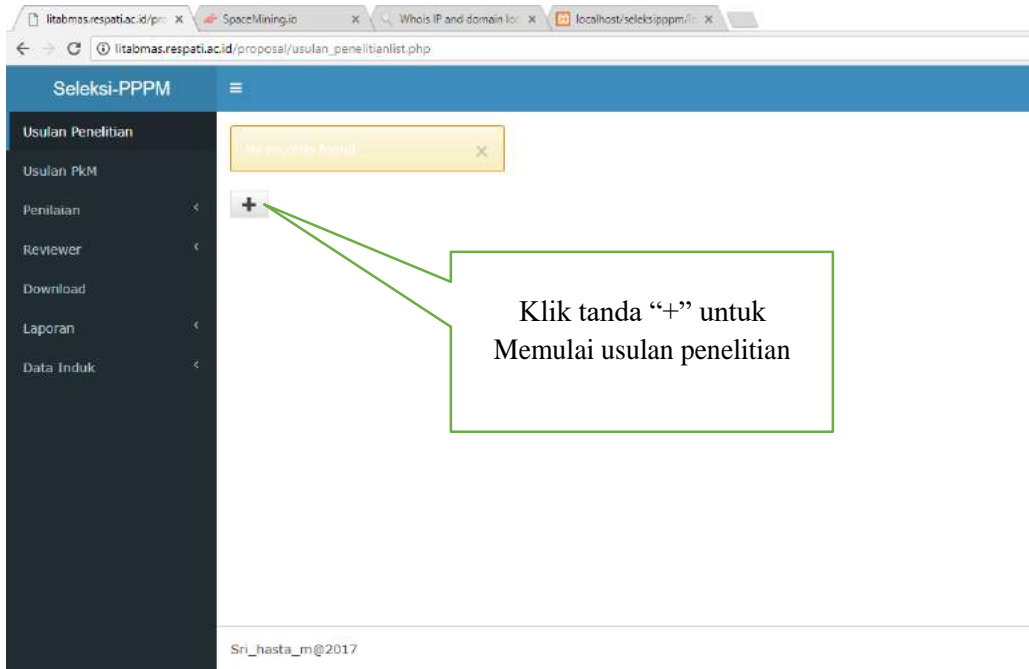 litabmas.respati.ac.id/pro
SpaceMining.io
Whois IP and domain loc
localhost/seleksipppm/
litabmas.respati.ac.id/proposal/usulan_penelitianlist.php
Seleksi-PPPM
Usulan Penelitian
No records found
Usulan PkM
Penilaian
Reviewer
Download
Laporan
Data Induk
Klik tanda “+” untuk
Memulai usulan penelitian
Sri_hasta_m@2017